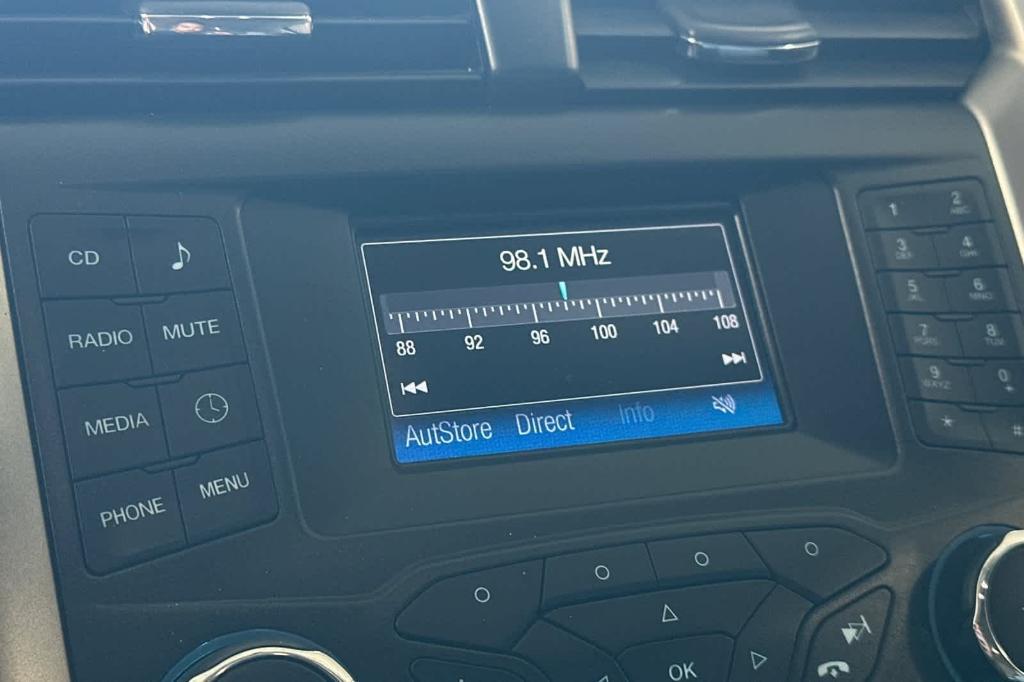 CD
RADIO MUTE
MEDIA
PHONE MENU
98.1 MHz
88 92 96 100 104 108
AutStore Direct Info
OK
1 2 ABC
3 DEF 4 GHI
5 JKL 6 MNO
7 PQRS 8 TUV
9 WXYZ 0 +
* #